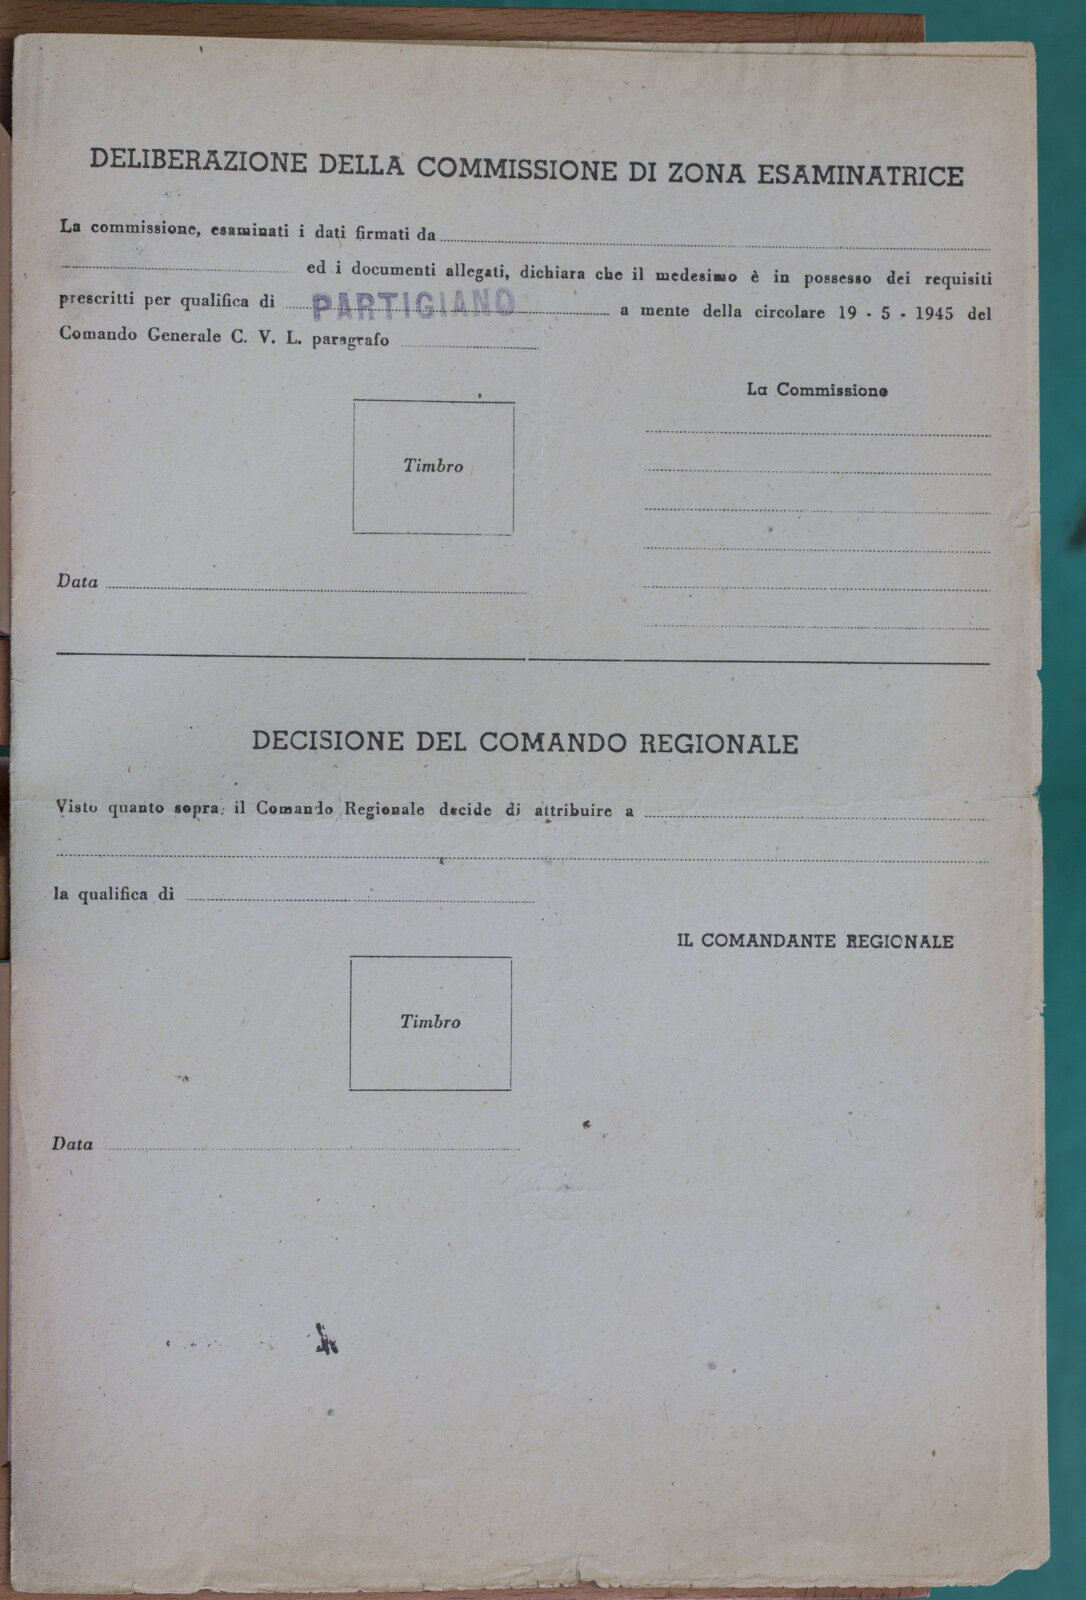 DELIBERAZIONE DELLA COMMISSIONE DI ZONA ESAMINATRICE
La commissione, esaminati i dati firmati da
ed i documenti allegati, dichiara che il medesimo è in possesso dei requisiti
prescritti per qualifica di PARTIGIANO a mente della circolare 19 - 5 - 1945 del
Comando Generale C. V. L. paragrafo
La Commissione
Timbro
Data
DECISIONE DEL COMANDO REGIONALE
Visto quanto sopra, il Comando Regionale decide di attribuire a
la qualifica di
IL COMANDANTE REGIONALE
Timbro
Data